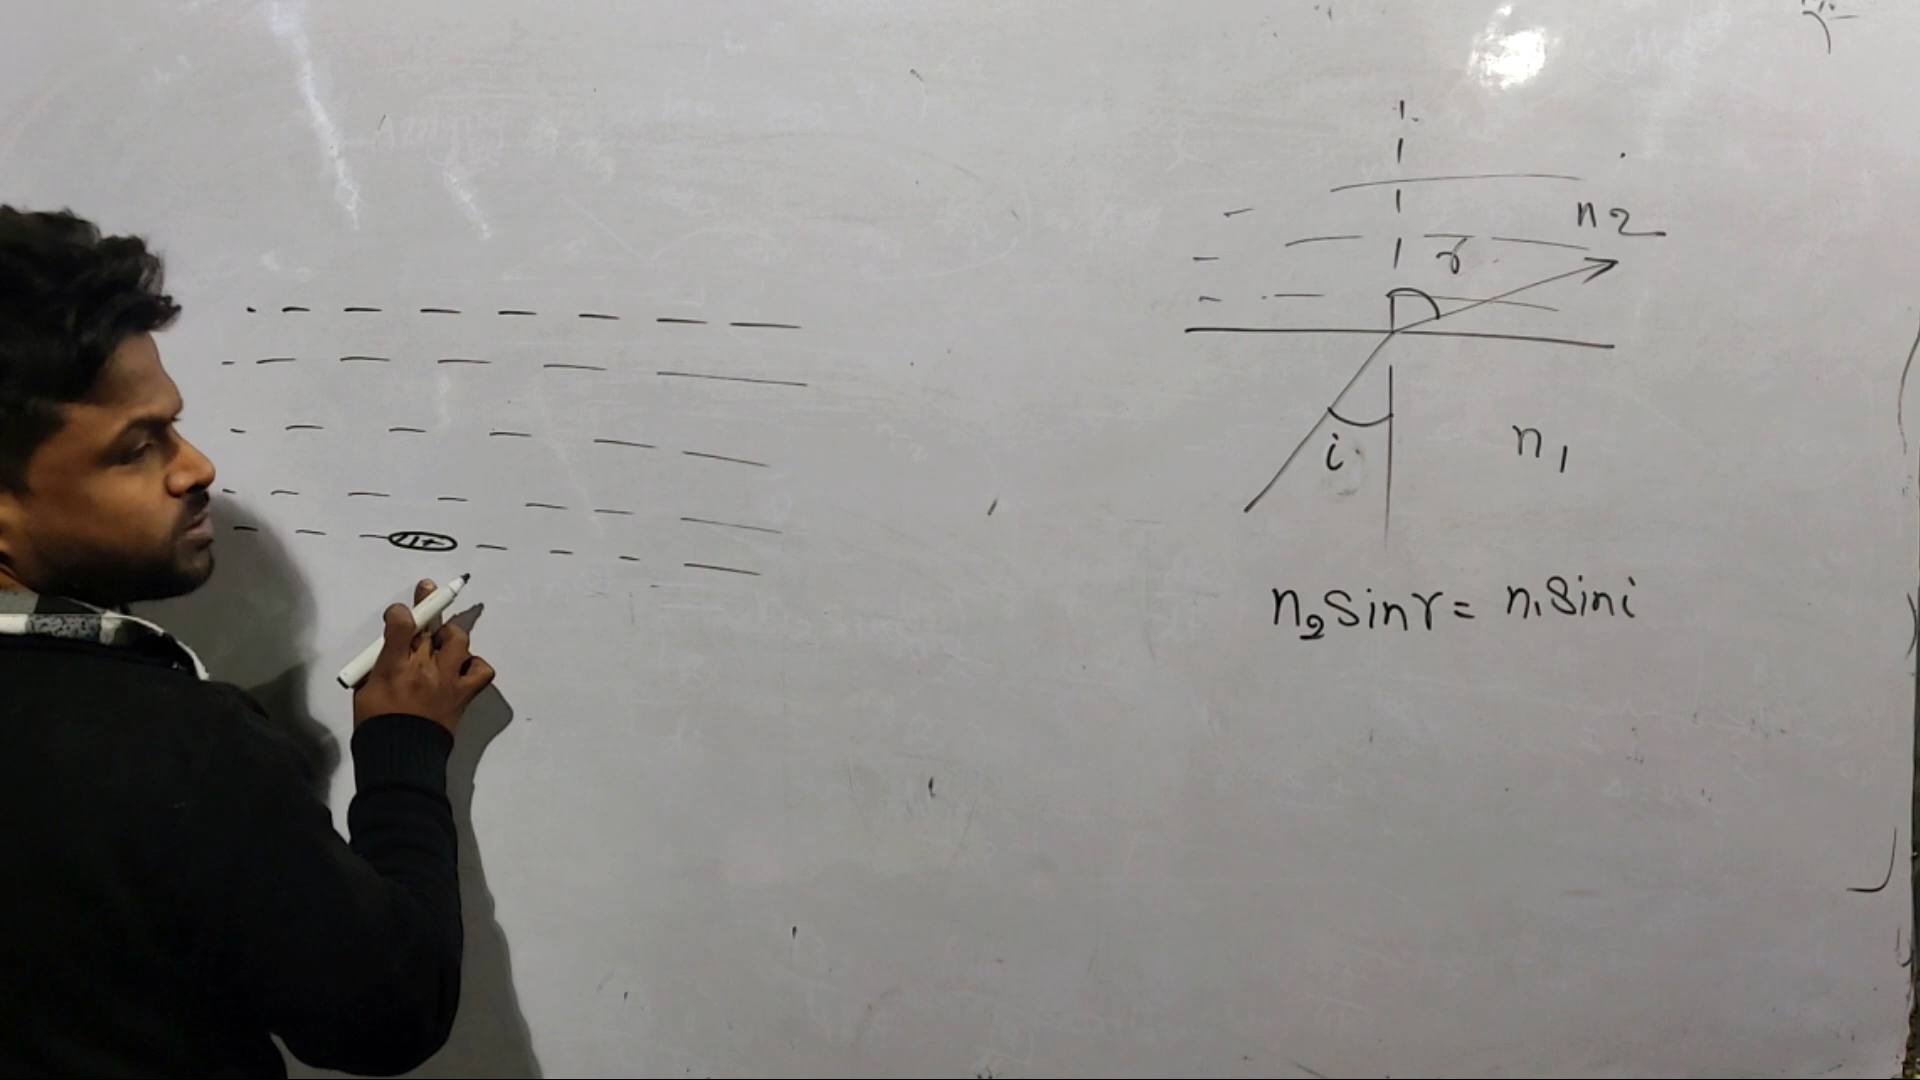 n2
r
i
n1
n2 sin r = n1 sin i